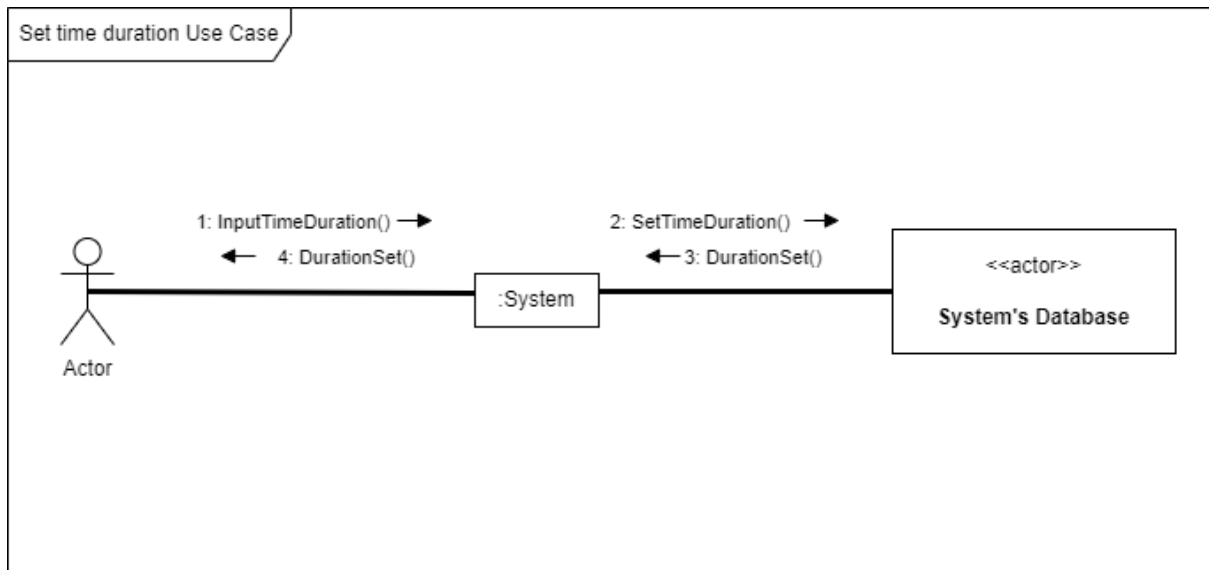 Set time duration Use Case
1: InputTimeDuration()
2: SetTimeDuration()
4: DurationSet()
3: DurationSet()
<<actor>>
:System
System's Database
Actor